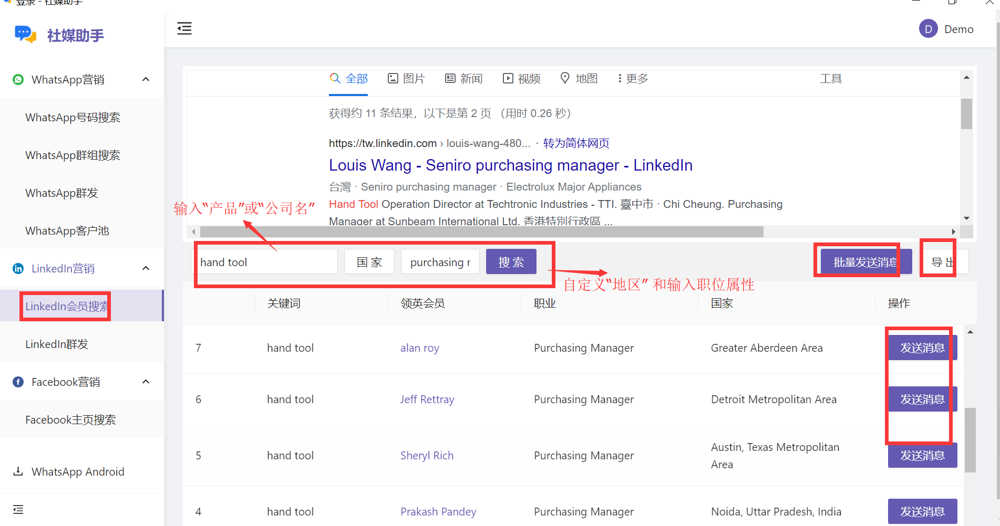 登录 - 社媒助手
社媒助手
D Demo
WhatsApp营销
WhatsApp号码搜索
WhatsApp群组搜索
WhatsApp群发
WhatsApp客户池
LinkedIn营销
LinkedIn会员搜索
LinkedIn群发
Facebook营销
Facebook主页搜索
WhatsApp Android
全部 图片 新闻 视频 地图 更多 工具
获得约 11 条结果，以下是第 2 页 （用时 0.26 秒）
https://tw.linkedin.com › louis-wang-480... · 转为简体网页
Louis Wang - Seniro purchasing manager - LinkedIn
台灣 · Seniro purchasing manager · Electrolux Major Appliances
Hand Tool Operation Director at Techtronic Industries - TTI. 臺中市 · Chi Cheung. Purchasing
Manager at Sunbeam International Ltd. 香港特別行政區 ...
输入“产品”或“公司名”
hand tool 国 家 purchasing r 搜 索 批量发送消息 导 出
自定义“地区” 和输入职位属性
关键词 领英会员 职业 国家 操作
7 hand tool alan roy Purchasing Manager Greater Aberdeen Area 发送消息
6 hand tool Jeff Rettray Purchasing Manager Detroit Metropolitan Area 发送消息
5 hand tool Sheryl Rich Purchasing Manager Austin, Texas Metropolitan Area 发送消息
4 hand tool Prakash Pandey Purchasing Manager Noida, Uttar Pradesh, India 发送消息